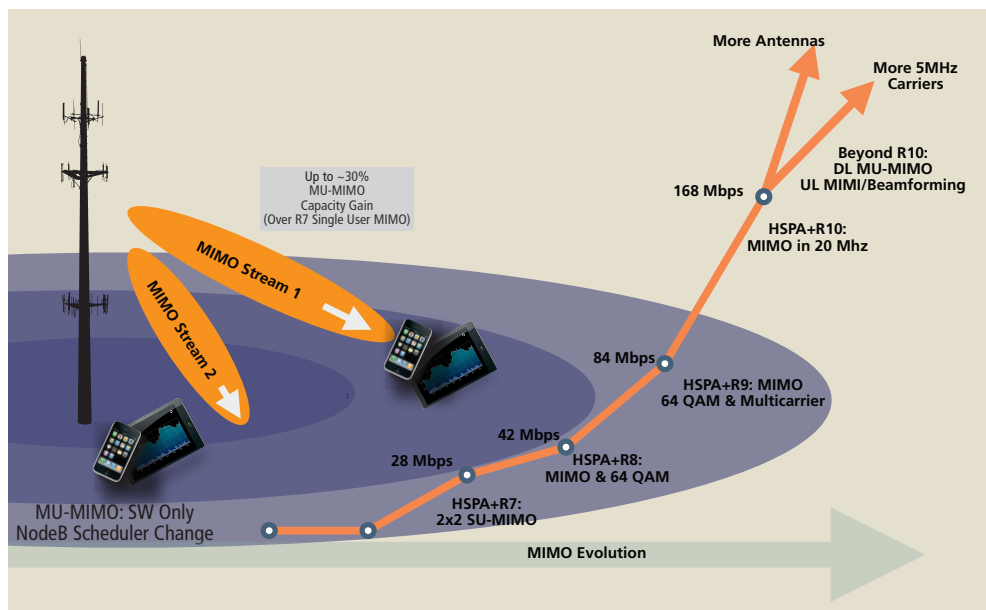 More Antennas
More 5MHz
Carriers
Up to ~30%
MU-MIMO
Capacity Gain
(Over R7 Single User MIMO)
Beyond R10:
DL MU-MIMO
UL MIMI/Beamforming
168 Mbps
HSPA+R10:
MIMO in 20 Mhz
MIMO Stream 1
MIMO Stream 2
84 Mbps
HSPA+R9: MIMO
64 QAM & Multicarrier
42 Mbps
HSPA+R8:
MIMO & 64 QAM
28 Mbps
HSPA+R7:
2x2 SU-MIMO
MU-MIMO: SW Only
NodeB Scheduler Change
MIMO Evolution